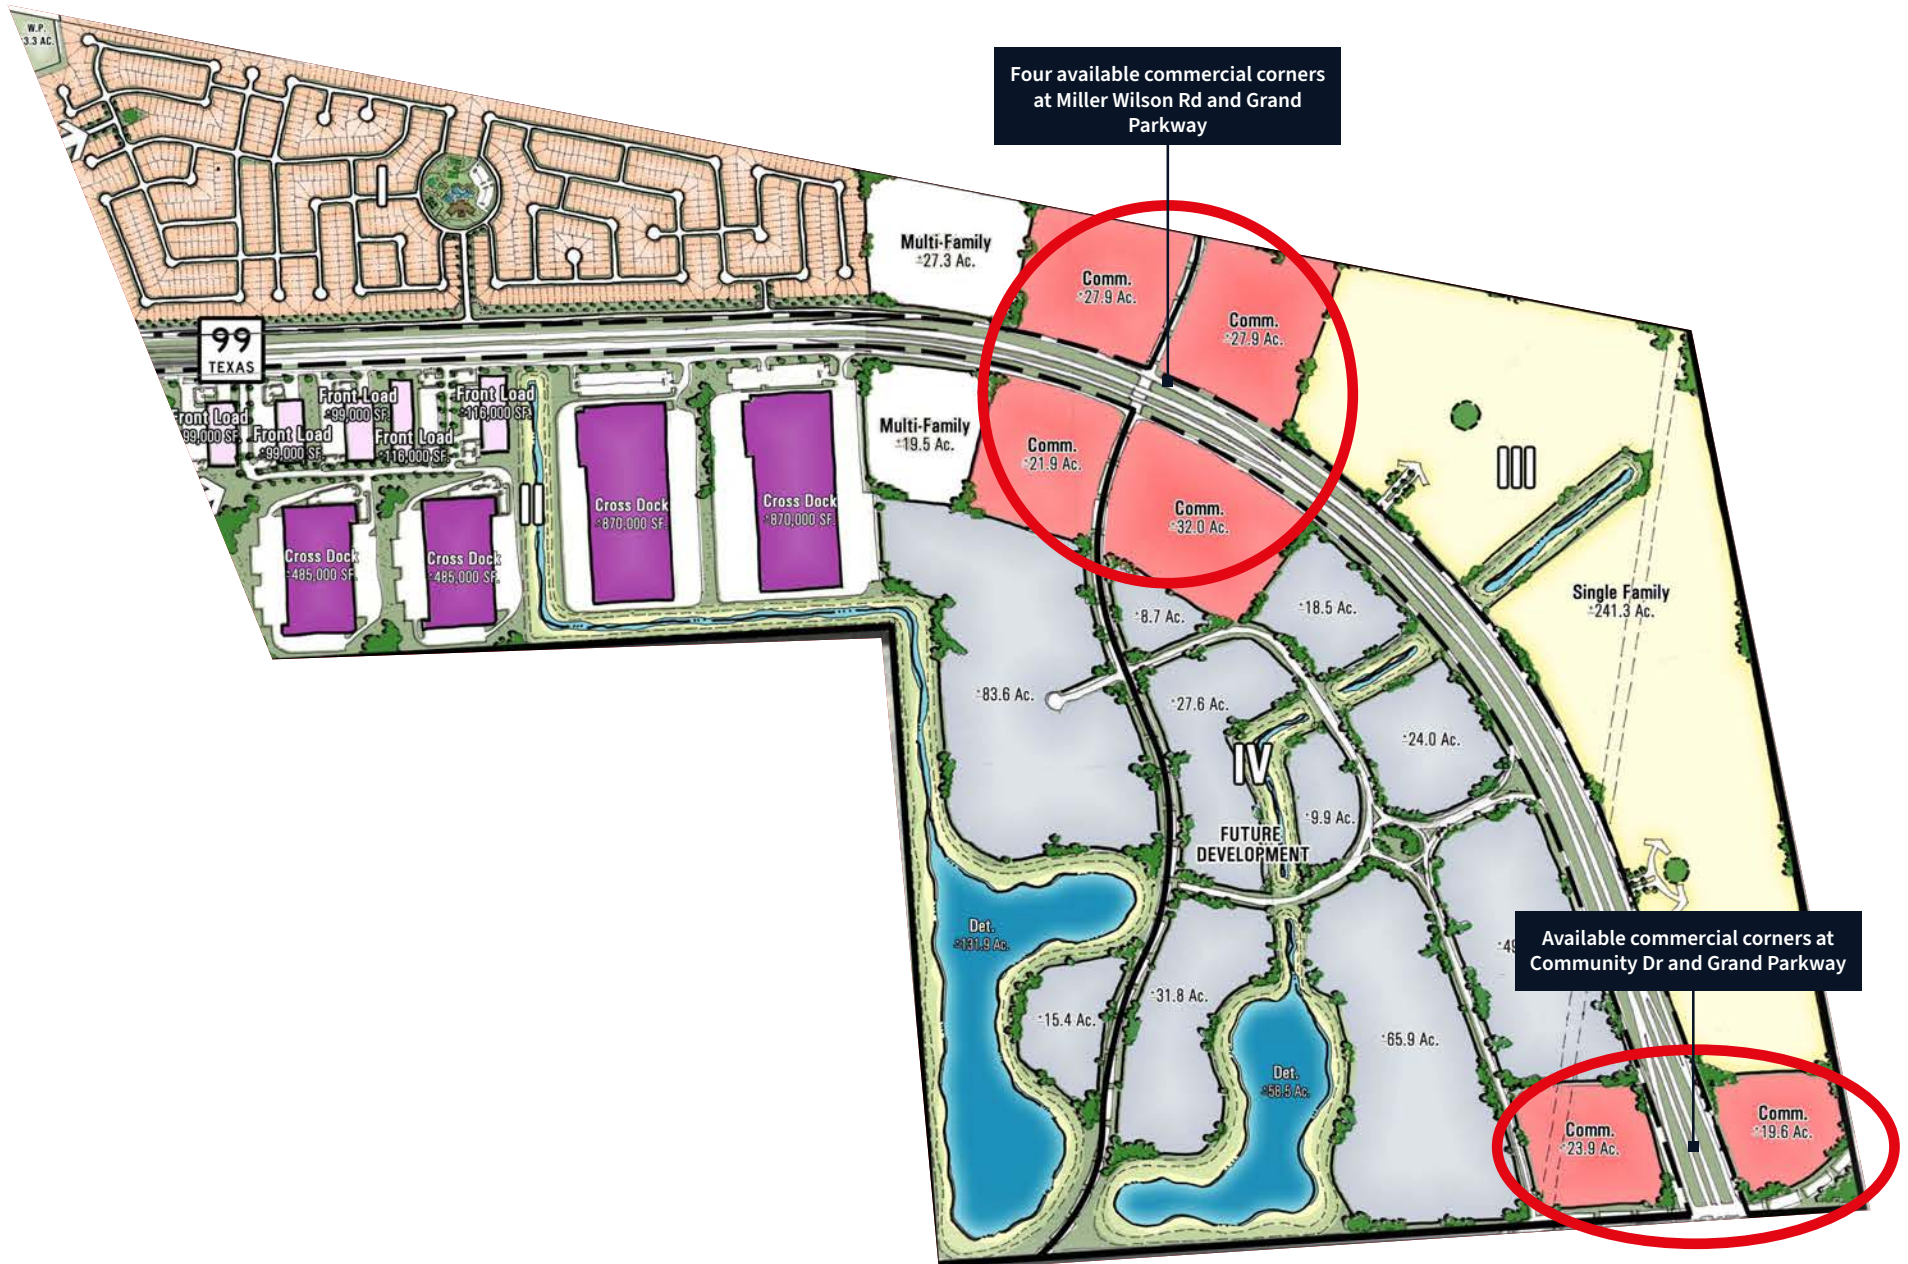 W.P.
3.3 AC.
Four available commercial corners
at Miller Wilson Rd and Grand
Parkway
I
Multi-Family
±27.3 Ac.
Comm.
±27.9 Ac.
Comm.
±27.9 Ac.
99
TEXAS
Front Load
99,000 SF.
Front Load
±99,000 SF.
Front Load
±99,000 SF.
Front Load
±116,000 SF.
Front Load
±116,000 SF.
II
Cross Dock
±485,000 SF.
Cross Dock
±485,000 SF.
Cross Dock
±870,000 SF.
Cross Dock
±870,000 SF.
Multi-Family
±19.5 Ac.
Comm.
±21.9 Ac.
Comm.
±32.0 Ac.
III
Single Family
±241.3 Ac.
±8.7 Ac.
±18.5 Ac.
±83.6 Ac.
±27.6 Ac.
±24.0 Ac.
IV
FUTURE
DEVELOPMENT
±9.9 Ac.
Det.
±131.9 Ac.
Available commercial corners at
Community Dr and Grand Parkway
±15.4 Ac.
±31.8 Ac.
±65.9 Ac.
Det.
±58.5 Ac.
Comm.
±23.9 Ac.
Comm.
±19.6 Ac.